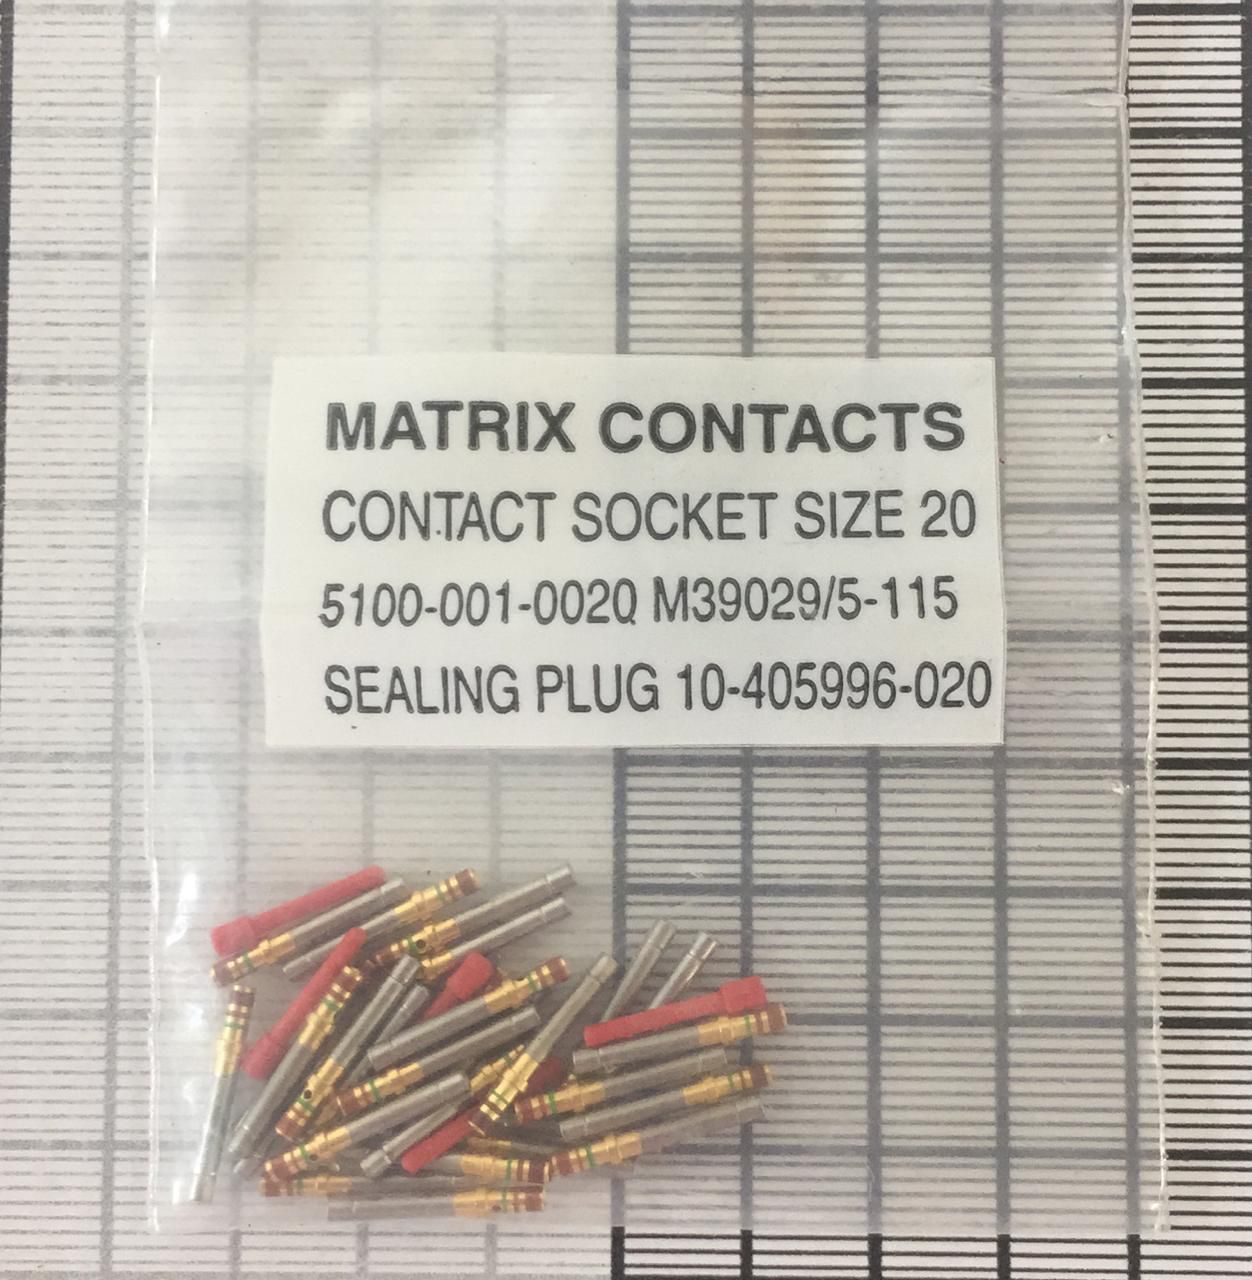 MATRIX CONTACTS
CONTACT SOCKET SIZE 20
5100-001-0020 M39029/5-115
SEALING PLUG 10-405996-020